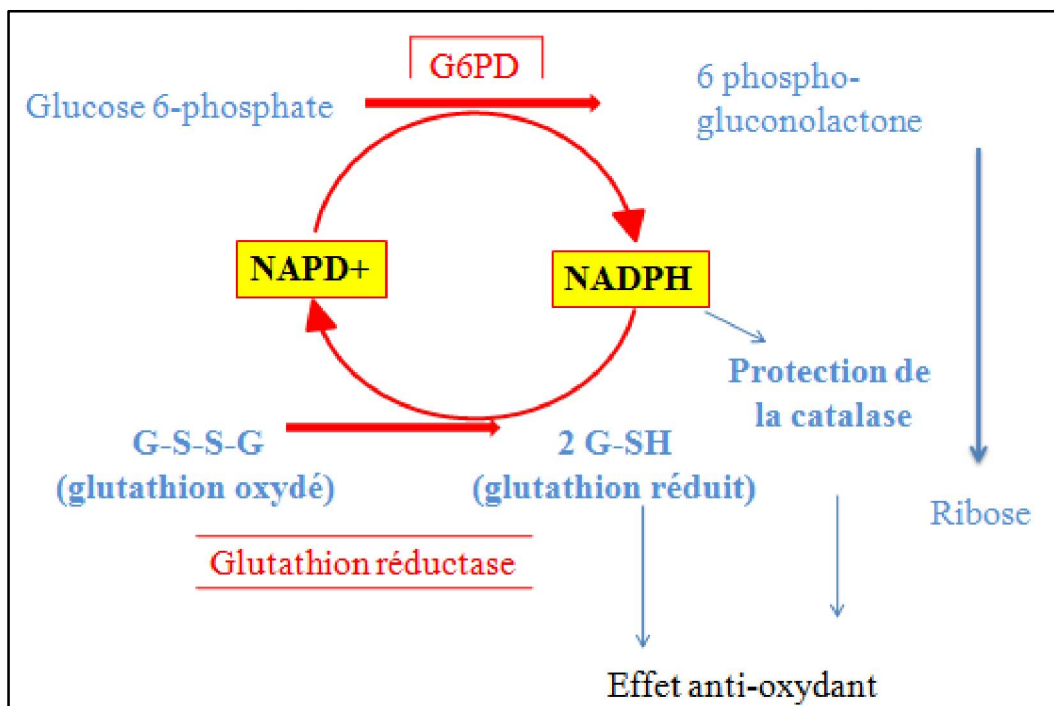 G6PD
Glucose 6-phosphate
6 phospho-
gluconolactone
NAPD+
NADPH
Protection de
la catalase
G-S-S-G
(glutathion oxydé)
2 G-SH
(glutathion réduit)
Ribose
Glutathion réductase
Effet anti-oxydant